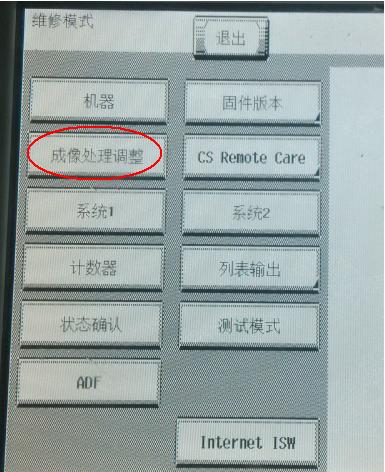 维修模式
退出
机器
固件版本
成像处理调整
CS Remote Care
系统1
系统2
计数器
列表输出
状态确认
测试模式
ADF
Internet ISW